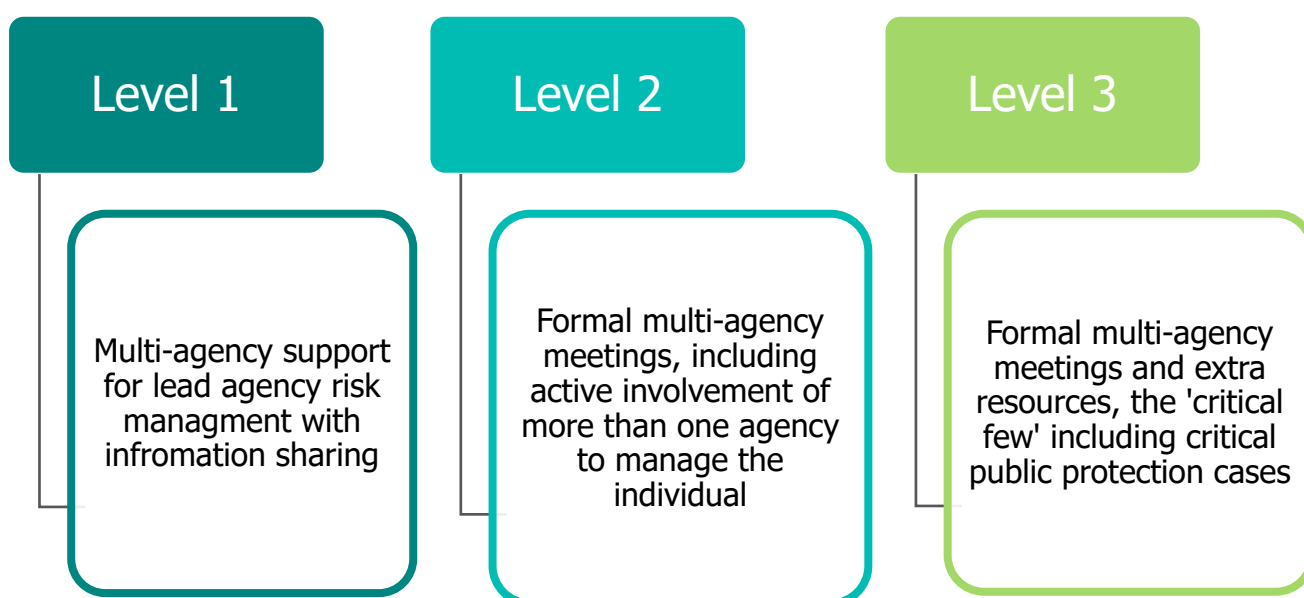 Level 1
Multi-agency support
for lead agency risk
managment with
infromation sharing
Level 2
Formal multi-agency
meetings, including
active involvement of
more than one agency
to manage the
individual
Level 3
Formal multi-agency
meetings and extra
resources, the 'critical
few' including critical
public protection cases